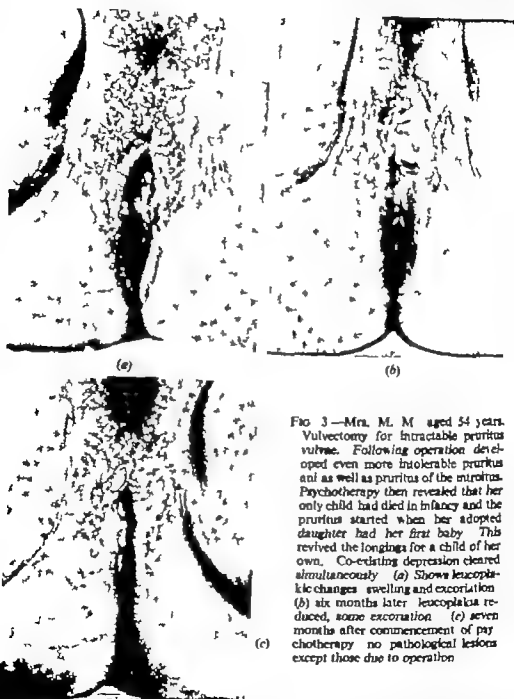 (a)
(b)
(c)
FIG 3 —Mrs. M. M aged 54 years.
Vulvectomy for intractable pruritus
vulvae. Following operation devel-
oped even more intolerable pruritus
ani as well as pruritus of the introitus.
Psychotherapy then revealed that her
only child had died in infancy and the
pruritus started when her adopted
daughter had her first baby This
revived the longings for a child of her
own. Co-existing depression cleared
simultaneously (a) Shows leucopla-
kic changes swelling and excoriation
(b) six months later leucoplakia re-
duced, some excoriation (c) seven
months after commencement of psy
chotherapy no pathological lesions
except those due to operation